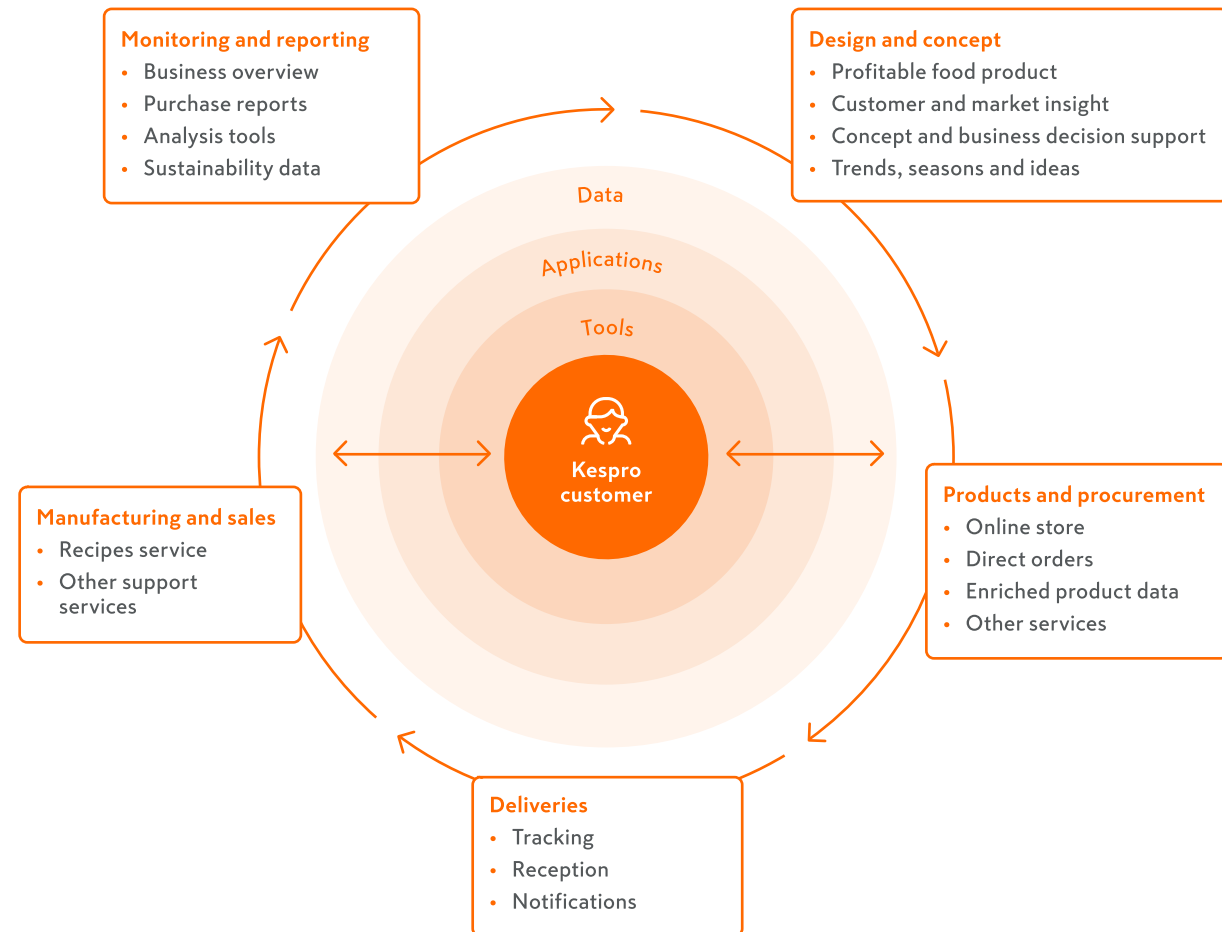 Monitoring and reporting
• Business overview
• Purchase reports
• Analysis tools
• Sustainability data
Design and concept
• Profitable food product
• Customer and market insight
• Concept and business decision support
• Trends, seasons and ideas
Data
Applications
Tools
Kespro
customer
Manufacturing and sales
• Recipes service
• Other support
services
Products and procurement
• Online store
• Direct orders
• Enriched product data
• Other services
Deliveries
• Tracking
• Reception
• Notifications